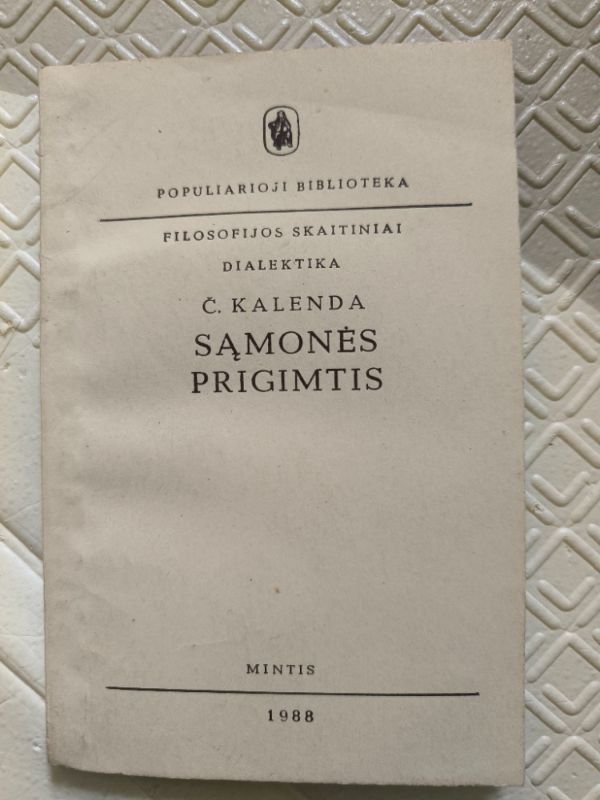 POPULIARIOJI BIBLIOTEKA
FILOSOFIJOS SKAITINIAI
DIALEKTIKA
Č. KALENDA
SĄMONĖS
PRIGIMTIS
MINTIS
1988